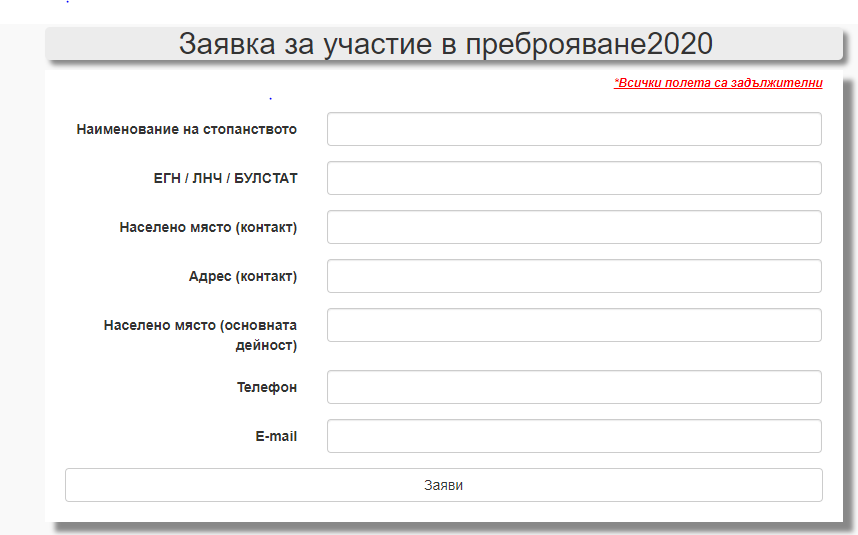 Заявка за участие в преброяване2020
*Всички полета са задължителни
Наименование на стопанството
ЕГН / ЛНЧ / БУЛСТАТ
Населено място (контакт)
Адрес (контакт)
Населено място (основната
дейност)
Телефон
E-mail
Заяви